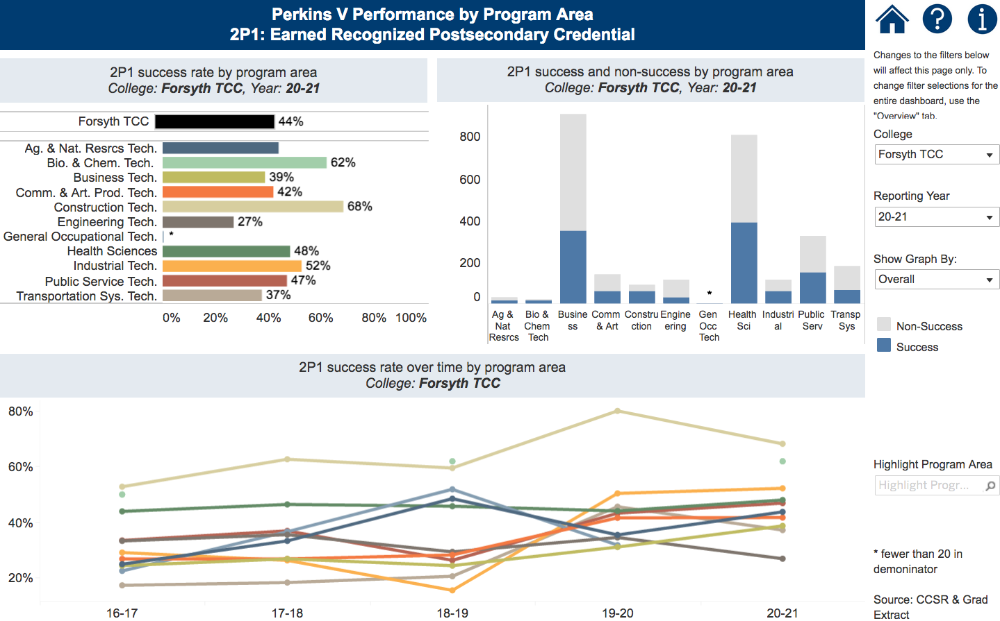 Perkins V Performance by Program Area
2P1: Earned Recognized Postsecondary Credential
?
i
Changes to the filters below
will affect this page only. To
change filter selections for the
entire dashboard, use the
"Overview" tab.
2P1 success rate by program area
College: Forsyth TCC, Year: 20-21
Forsyth TCC 44%
Ag. & Nat. Resrcs Tech.
Bio. & Chem. Tech. 62%
Business Tech. 39%
Comm. & Art. Prod. Tech. 42%
Construction Tech. 68%
Engineering Tech. 27%
General Occupational Tech. *
Health Sciences 48%
Industrial Tech. 52%
Public Service Tech. 47%
Transportation Sys. Tech. 37%
0% 20% 40% 60% 80% 100%
2P1 success and non-success by program area
College: Forsyth TCC, Year: 20-21
800
600
400
200
0
*
Ag & Bio & Busine Comm Constru Engine Gen Health Industri Public Transp
Nat Chem ss & Art ction ering Occ Sci al Serv Sys
Resrcs Tech Tech
College
Forsyth TCC
Reporting Year
20-21
Show Graph By:
Overall
Non-Success
Success
2P1 success rate over time by program area
College: Forsyth TCC
80%
60%
40%
20%
16-17 17-18 18-19 19-20 20-21
Highlight Program Area
Highlight Progr...
* fewer than 20 in
demoninator
Source: CCSR & Grad
Extract